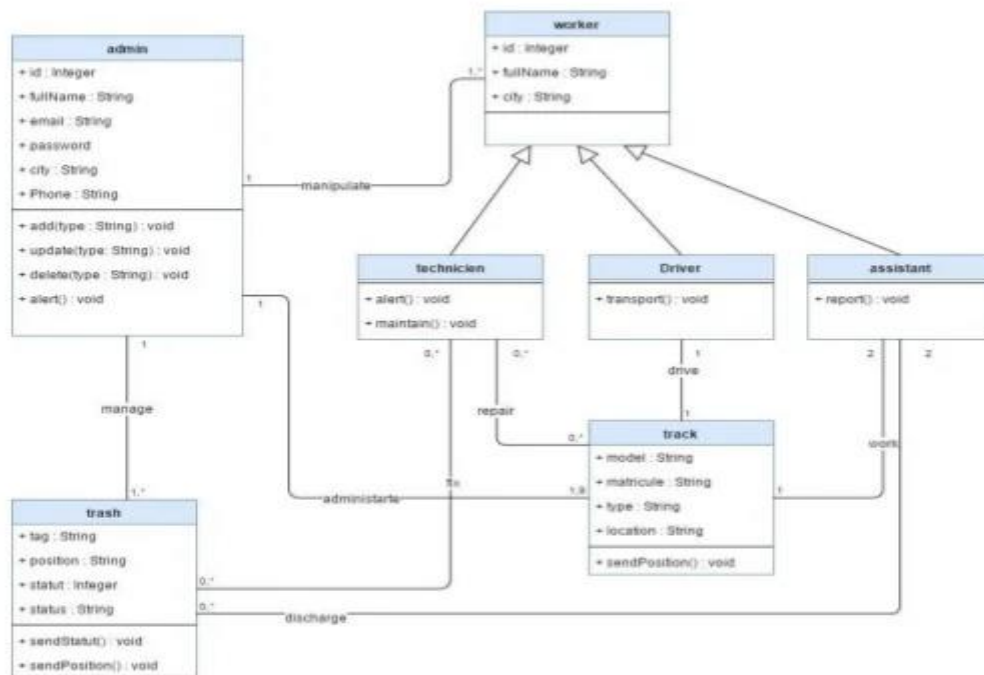 worker
+ id : Integer
+ fullName : String
+ city : String
admin
+ id : Integer
+ fullName : String
+ email : String
+ password
+ city : String
+ Phone : String
+ add(type : String) : void
+ update(type: String) : void
+ delete(type : String) : void
+ alert() : void
1
manipulate
1,*
technicien
+ alert() : void
+ maintain() : void
Driver
+ transport() : void
assistant
+ report() : void
1
1
manage
1,*
0,*
0,*
repair
0,*
1
drive
1
2
2
work
1
fix
administarte
track
+ model : String
+ matricule : String
+ type : String
+ location : String
+ sendPosition() : void
trash
+ tag : String
+ position : String
+ statut : Integer
+ status : String
+ sendStatut() : void
+ sendPosition() : void
0,*
0,*
discharge